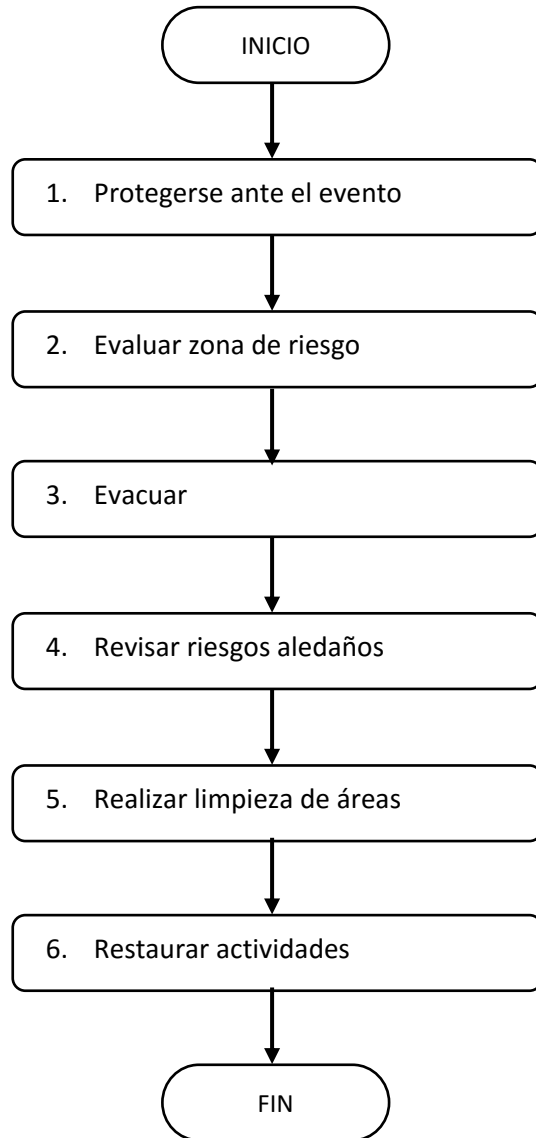 INICIO
1. Protegerse ante el evento
2. Evaluar zona de riesgo
3. Evacuar
4. Revisar riesgos aledaños
5. Realizar limpieza de áreas
6. Restaurar actividades
FIN